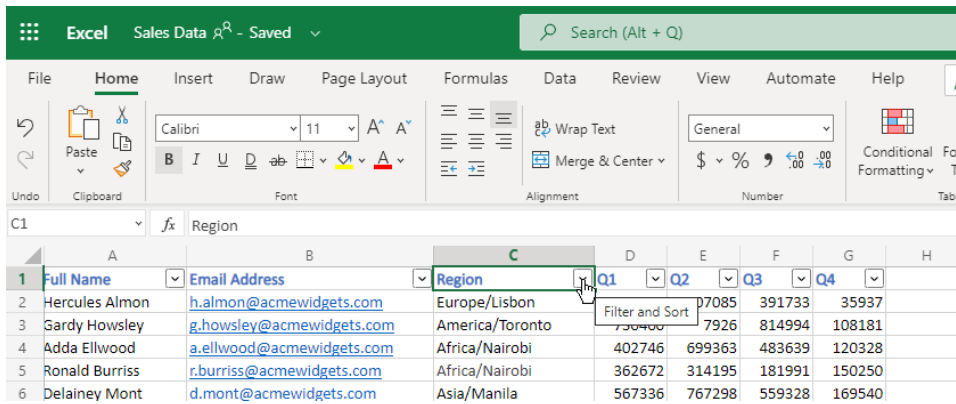 Excel Sales Data - Saved Search (Alt + Q)
File Home Insert Draw Page Layout Formulas Data Review View Automate Help
Calibri 11 A A Wrap Text General
Paste B I U D ab A Merge & Center $ % 9 .00 Conditional
Formatting
Undo Clipboard Font Alignment Number
C1 fx Region
A B C D E F G H
1 Full Name Email Address Region Q1 Q2 Q3 Q4
2 Hercules Almon h.almon@acmewidgets.com Europe/Lisbon 07085 391733 35937
Filter and Sort
3 Gardy Howsley g.howsley@acmewidgets.com America/Toronto 7926 814994 108181
4 Adda Ellwood a.ellwood@acmewidgets.com Africa/Nairobi 402746 699363 483639 120328
5 Ronald Burriss r.burriss@acmewidgets.com Africa/Nairobi 362672 314195 181991 150250
6 Delainey Mont d.mont@acmewidgets.com Asia/Manila 567336 767298 559328 169540